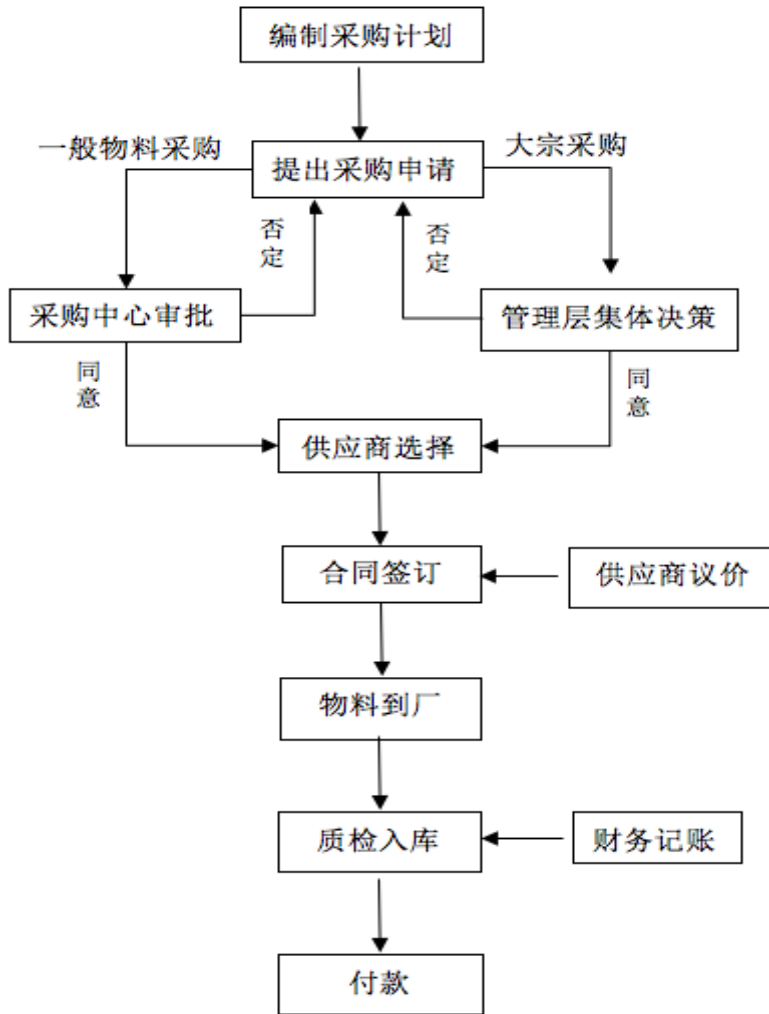 编制采购计划
一般物料采购
大宗采购
提出采购申请
否定
否定
采购中心审批
管理层集体决策
同意
同意
供应商选择
合同签订
供应商议价
物料到厂
质检入库
财务记账
付款